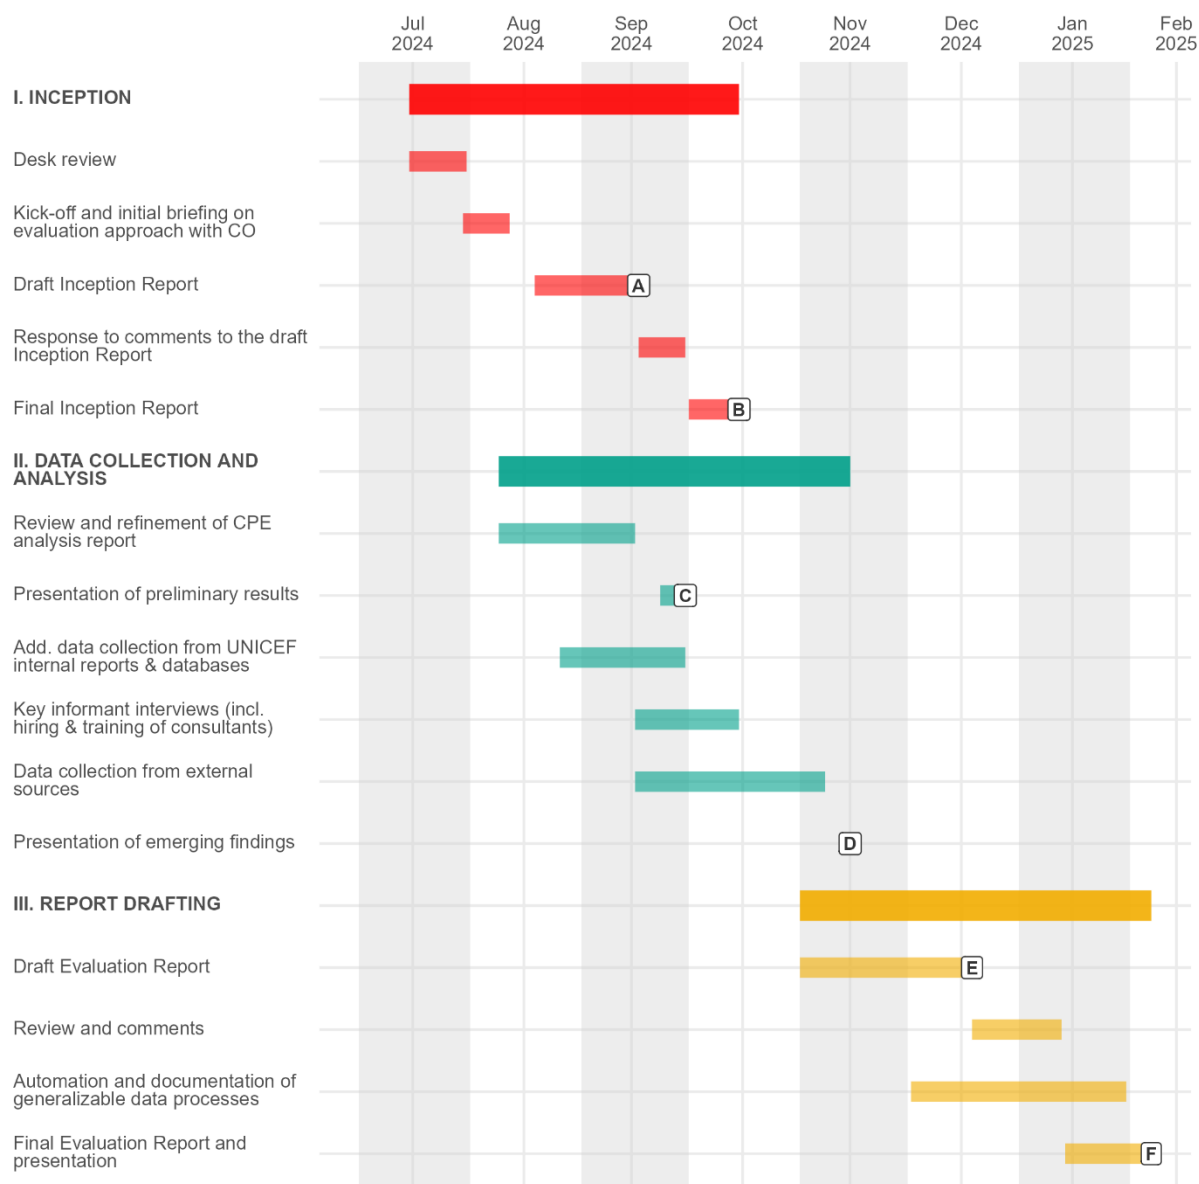 Jul Aug Sep Oct Nov Dec Jan Feb
2024 2024 2024 2024 2024 2024 2025 2025
I. INCEPTION
Desk review
Kick-off and initial briefing on
evaluation approach with CO
Draft Inception Report A
Response to comments to the draft
Inception Report
Final Inception Report B
II. DATA COLLECTION AND
ANALYSIS
Review and refinement of CPE
analysis report
Presentation of preliminary results C
Add. data collection from UNICEF
internal reports & databases
Key informant interviews (incl.
hiring & training of consultants)
Data collection from external
sources
Presentation of emerging findings D
III. REPORT DRAFTING
Draft Evaluation Report E
Review and comments
Automation and documentation of
generalizable data processes
Final Evaluation Report and
presentation F